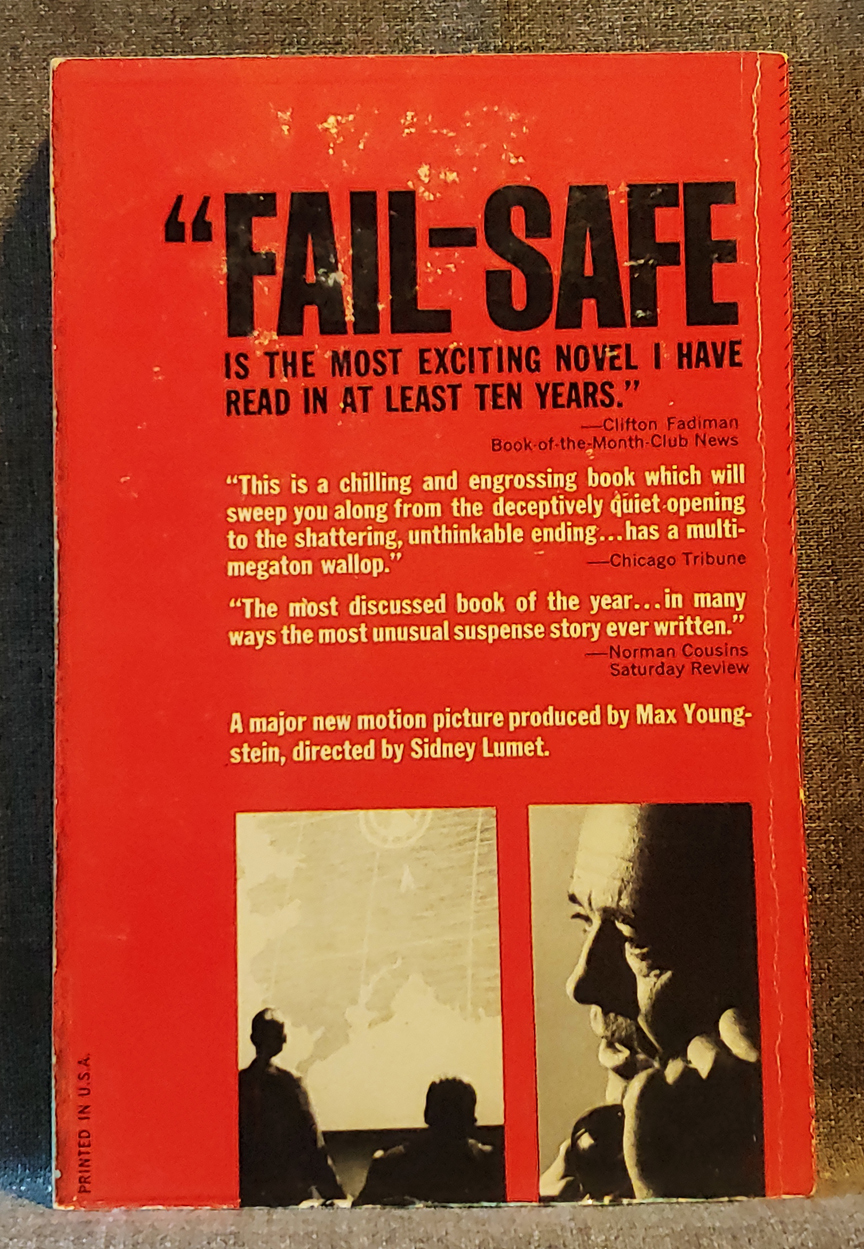 “FAIL-SAFE
IS THE MOST EXCITING NOVEL I HAVE
READ IN AT LEAST TEN YEARS.”
—Clifton Fadiman
Book-of-the-Month-Club News
“This is a chilling and engrossing book which will
sweep you along from the deceptively quiet opening
to the shattering, unthinkable ending...has a multi-
megaton wallop.” —Chicago Tribune
“The most discussed book of the year...in many
ways the most unusual suspense story ever written.”
—Norman Cousins
Saturday Review
A major new motion picture produced by Max Young-
stein, directed by Sidney Lumet.
PRINTED IN U.S.A.